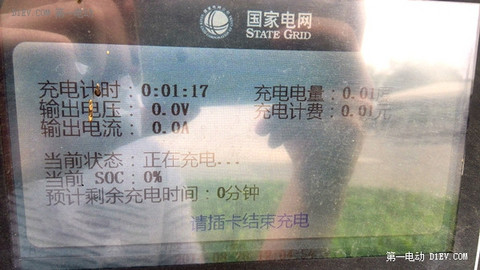 国家电网
STATE GRID
充电计时：0:01:17 充电电量：0.01度
输出电压： 0.0V 充电计费：0.01元
输出电流： 0.0A
当前状态：正在充电...
当前 SOC：0%
预计剩余充电时间：0分钟
请插卡结束充电
第一电动 D1EV.COM